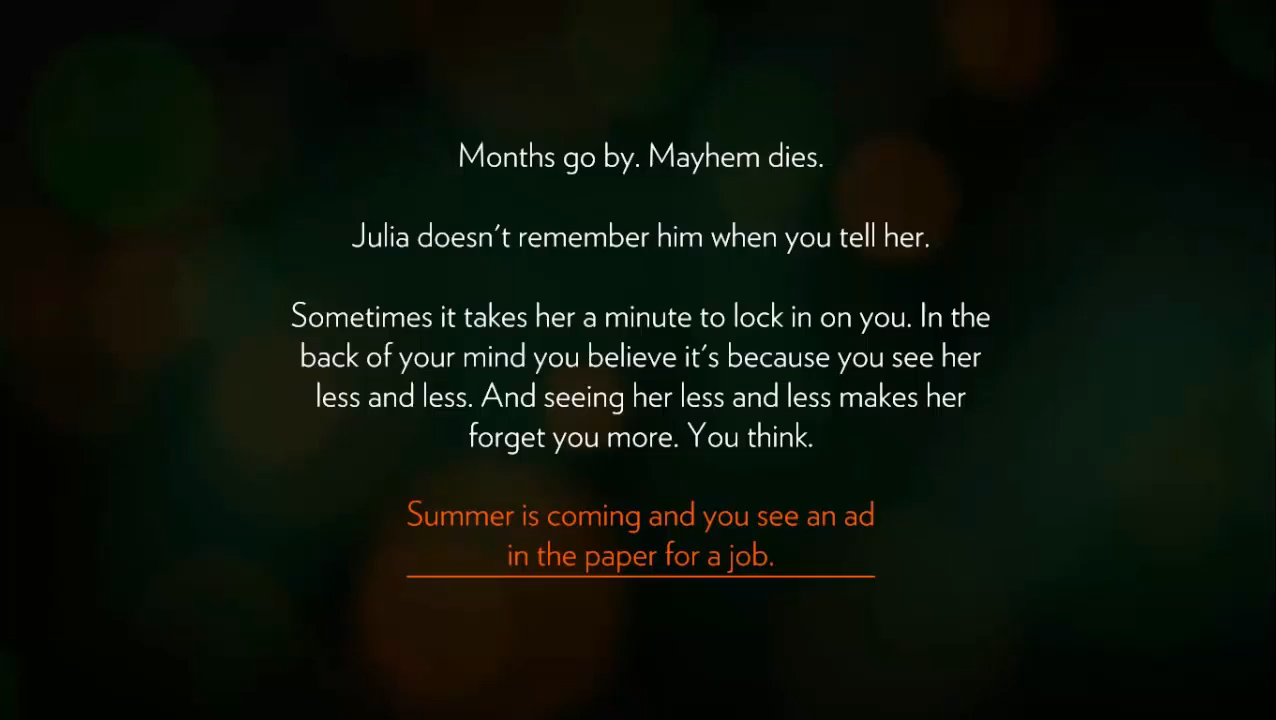 Months go by. Mayhem dies.
Julia doesn't remember him when you tell her.
Sometimes it takes her a minute to lock in on you. In the
back of your mind you believe it's because you see her
less and less. And seeing her less and less makes her
forget you more. You think.
Summer is coming and you see an ad
in the paper for a job.